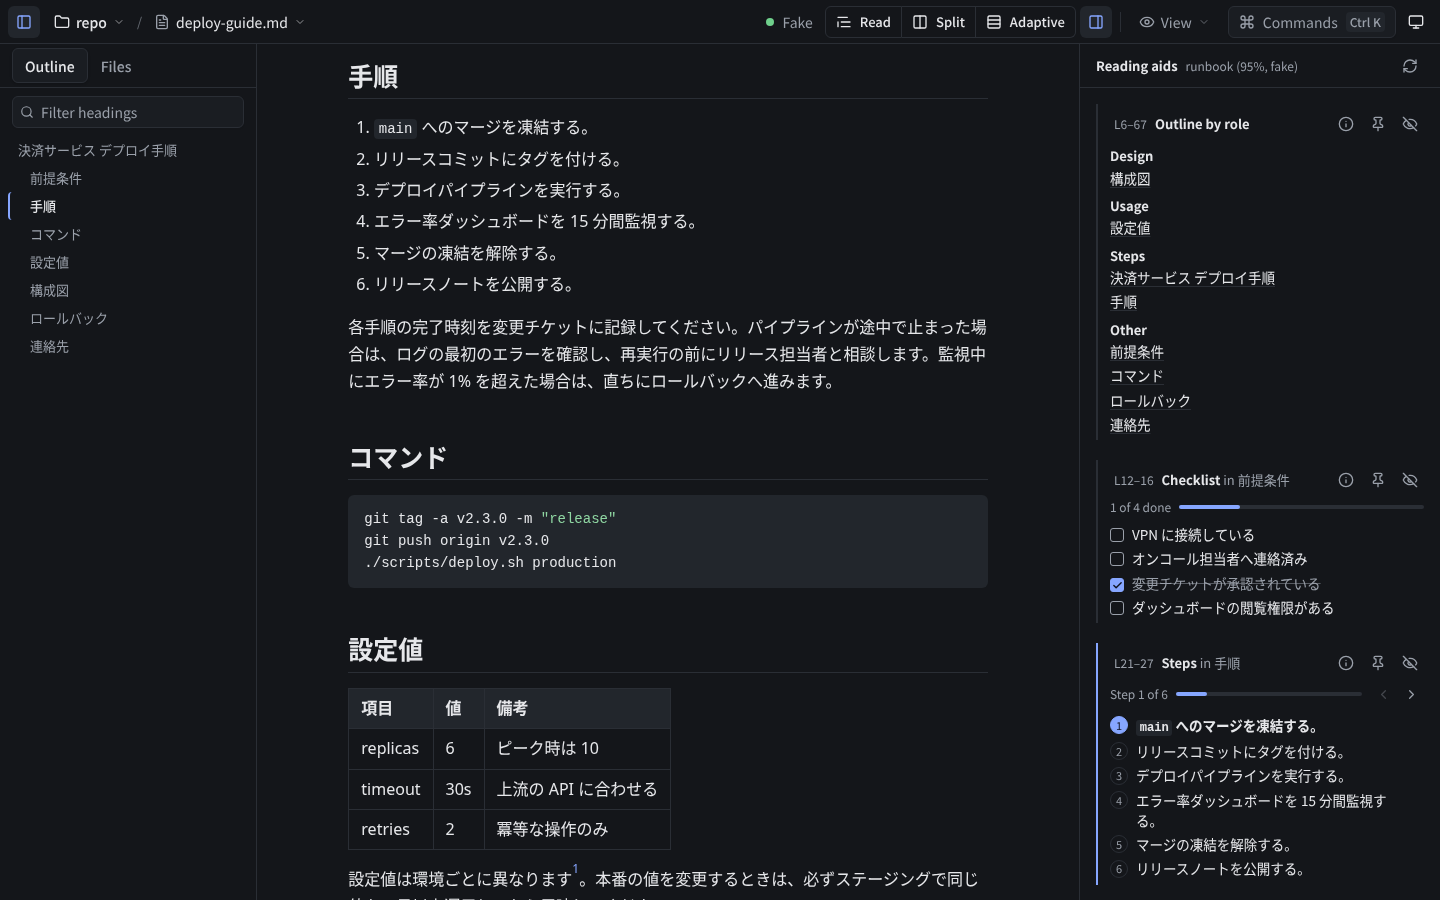 repo / deploy-guide.md
Fake
Read Split Adaptive
View
Commands Ctrl K
Outline Files
Filter headings
決済サービス デプロイ手順
前提条件
手順
コマンド
設定値
構成図
ロールバック
連絡先
手順
1. main へのマージを凍結する。
2. リリースコミットにタグを付ける。
3. デプロイパイプラインを実行する。
4. エラー率ダッシュボードを 15 分間監視する。
5. マージの凍結を解除する。
6. リリースノートを公開する。
各手順の完了時刻を変更チケットに記録してください。パイプラインが途中で止まった場
合は、ログの最初のエラーを確認し、再実行の前にリリース担当者と相談します。監視中
にエラー率が 1% を超えた場合は、直ちにロールバックへ進みます。
コマンド
git tag -a v2.3.0 -m "release"
git push origin v2.3.0
./scripts/deploy.sh production
設定値
項目 値 備考
replicas 6 ピーク時は 10
timeout 30s 上流の API に合わせる
retries 2 冪等な操作のみ
設定値は環境ごとに異なります1。本番の値を変更するときは、必ずステージングで同じ
Reading aids runbook (95%, fake)
L6–67 Outline by role
Design
構成図
Usage
設定値
Steps
決済サービス デプロイ手順
手順
Other
前提条件
コマンド
ロールバック
連絡先
L12–16 Checklist in 前提条件
1 of 4 done
VPN に接続している
オンコール担当者へ連絡済み
変更チケットが承認されている
ダッシュボードの閲覧権限がある
L21–27 Steps in 手順
Step 1 of 6
1 main へのマージを凍結する。
2 リリースコミットにタグを付ける。
3 デプロイパイプラインを実行する。
4 エラー率ダッシュボードを 15 分間監視す
る。
5 マージの凍結を解除する。
6 リリースノートを公開する。